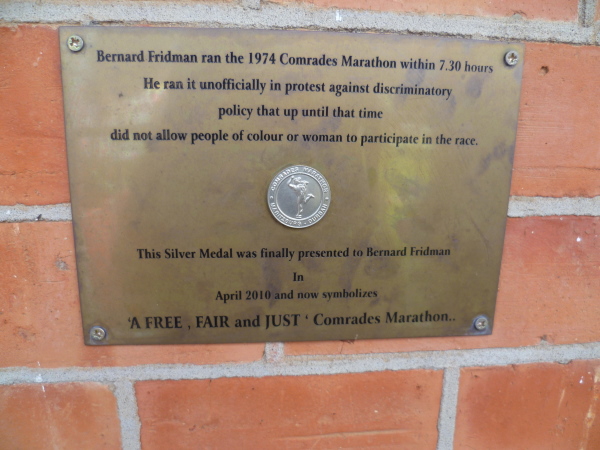 Bernard Fridman ran the 1974 Comrades Marathon within 7.30 hours
He ran it unofficially in protest against discriminatory
policy that up until that time
did not allow people of colour or woman to participate in the race.
COMRADES MARATHON
DURBAN
This Silver Medal was finally presented to Bernard Fridman
In
April 2010 and now symbolizes
'A FREE , FAIR and JUST ' Comrades Marathon..